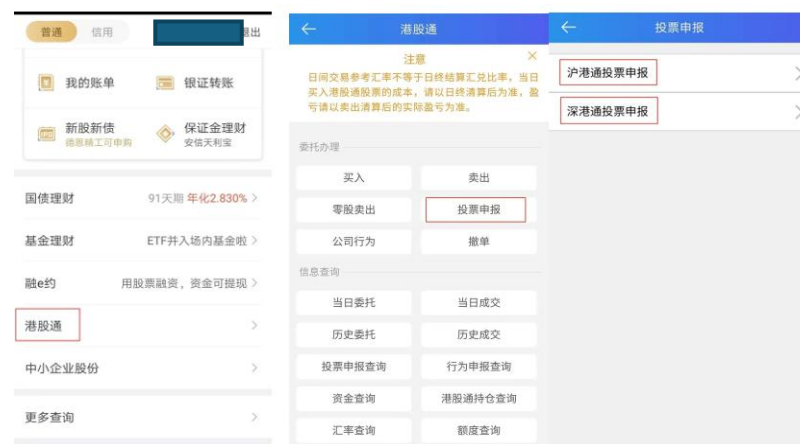 普通
信用
退出
我的账单
银证转账
新股新债
德恩精工可申购
保证金理财
安信天利宝
国债理财
91天期 年化2.830%
基金理财
ETF并入场内基金啦
融e约
用股票融资，资金可提现
港股通
中小企业股份
更多查询
港股通
注意
日间交易参考汇率不等于日终结算汇兑比率，当日
买入港股通股票的成本，请以日终清算后为准，盈
亏请以卖出清算后的实际盈亏为准。
委托办理
买入
卖出
零股卖出
投票申报
公司行为
撤单
信息查询
当日委托
当日成交
历史委托
历史成交
投票申报查询
行为申报查询
资金查询
港股通持仓查询
汇率查询
额度查询
投票申报
沪港通投票申报
深港通投票申报